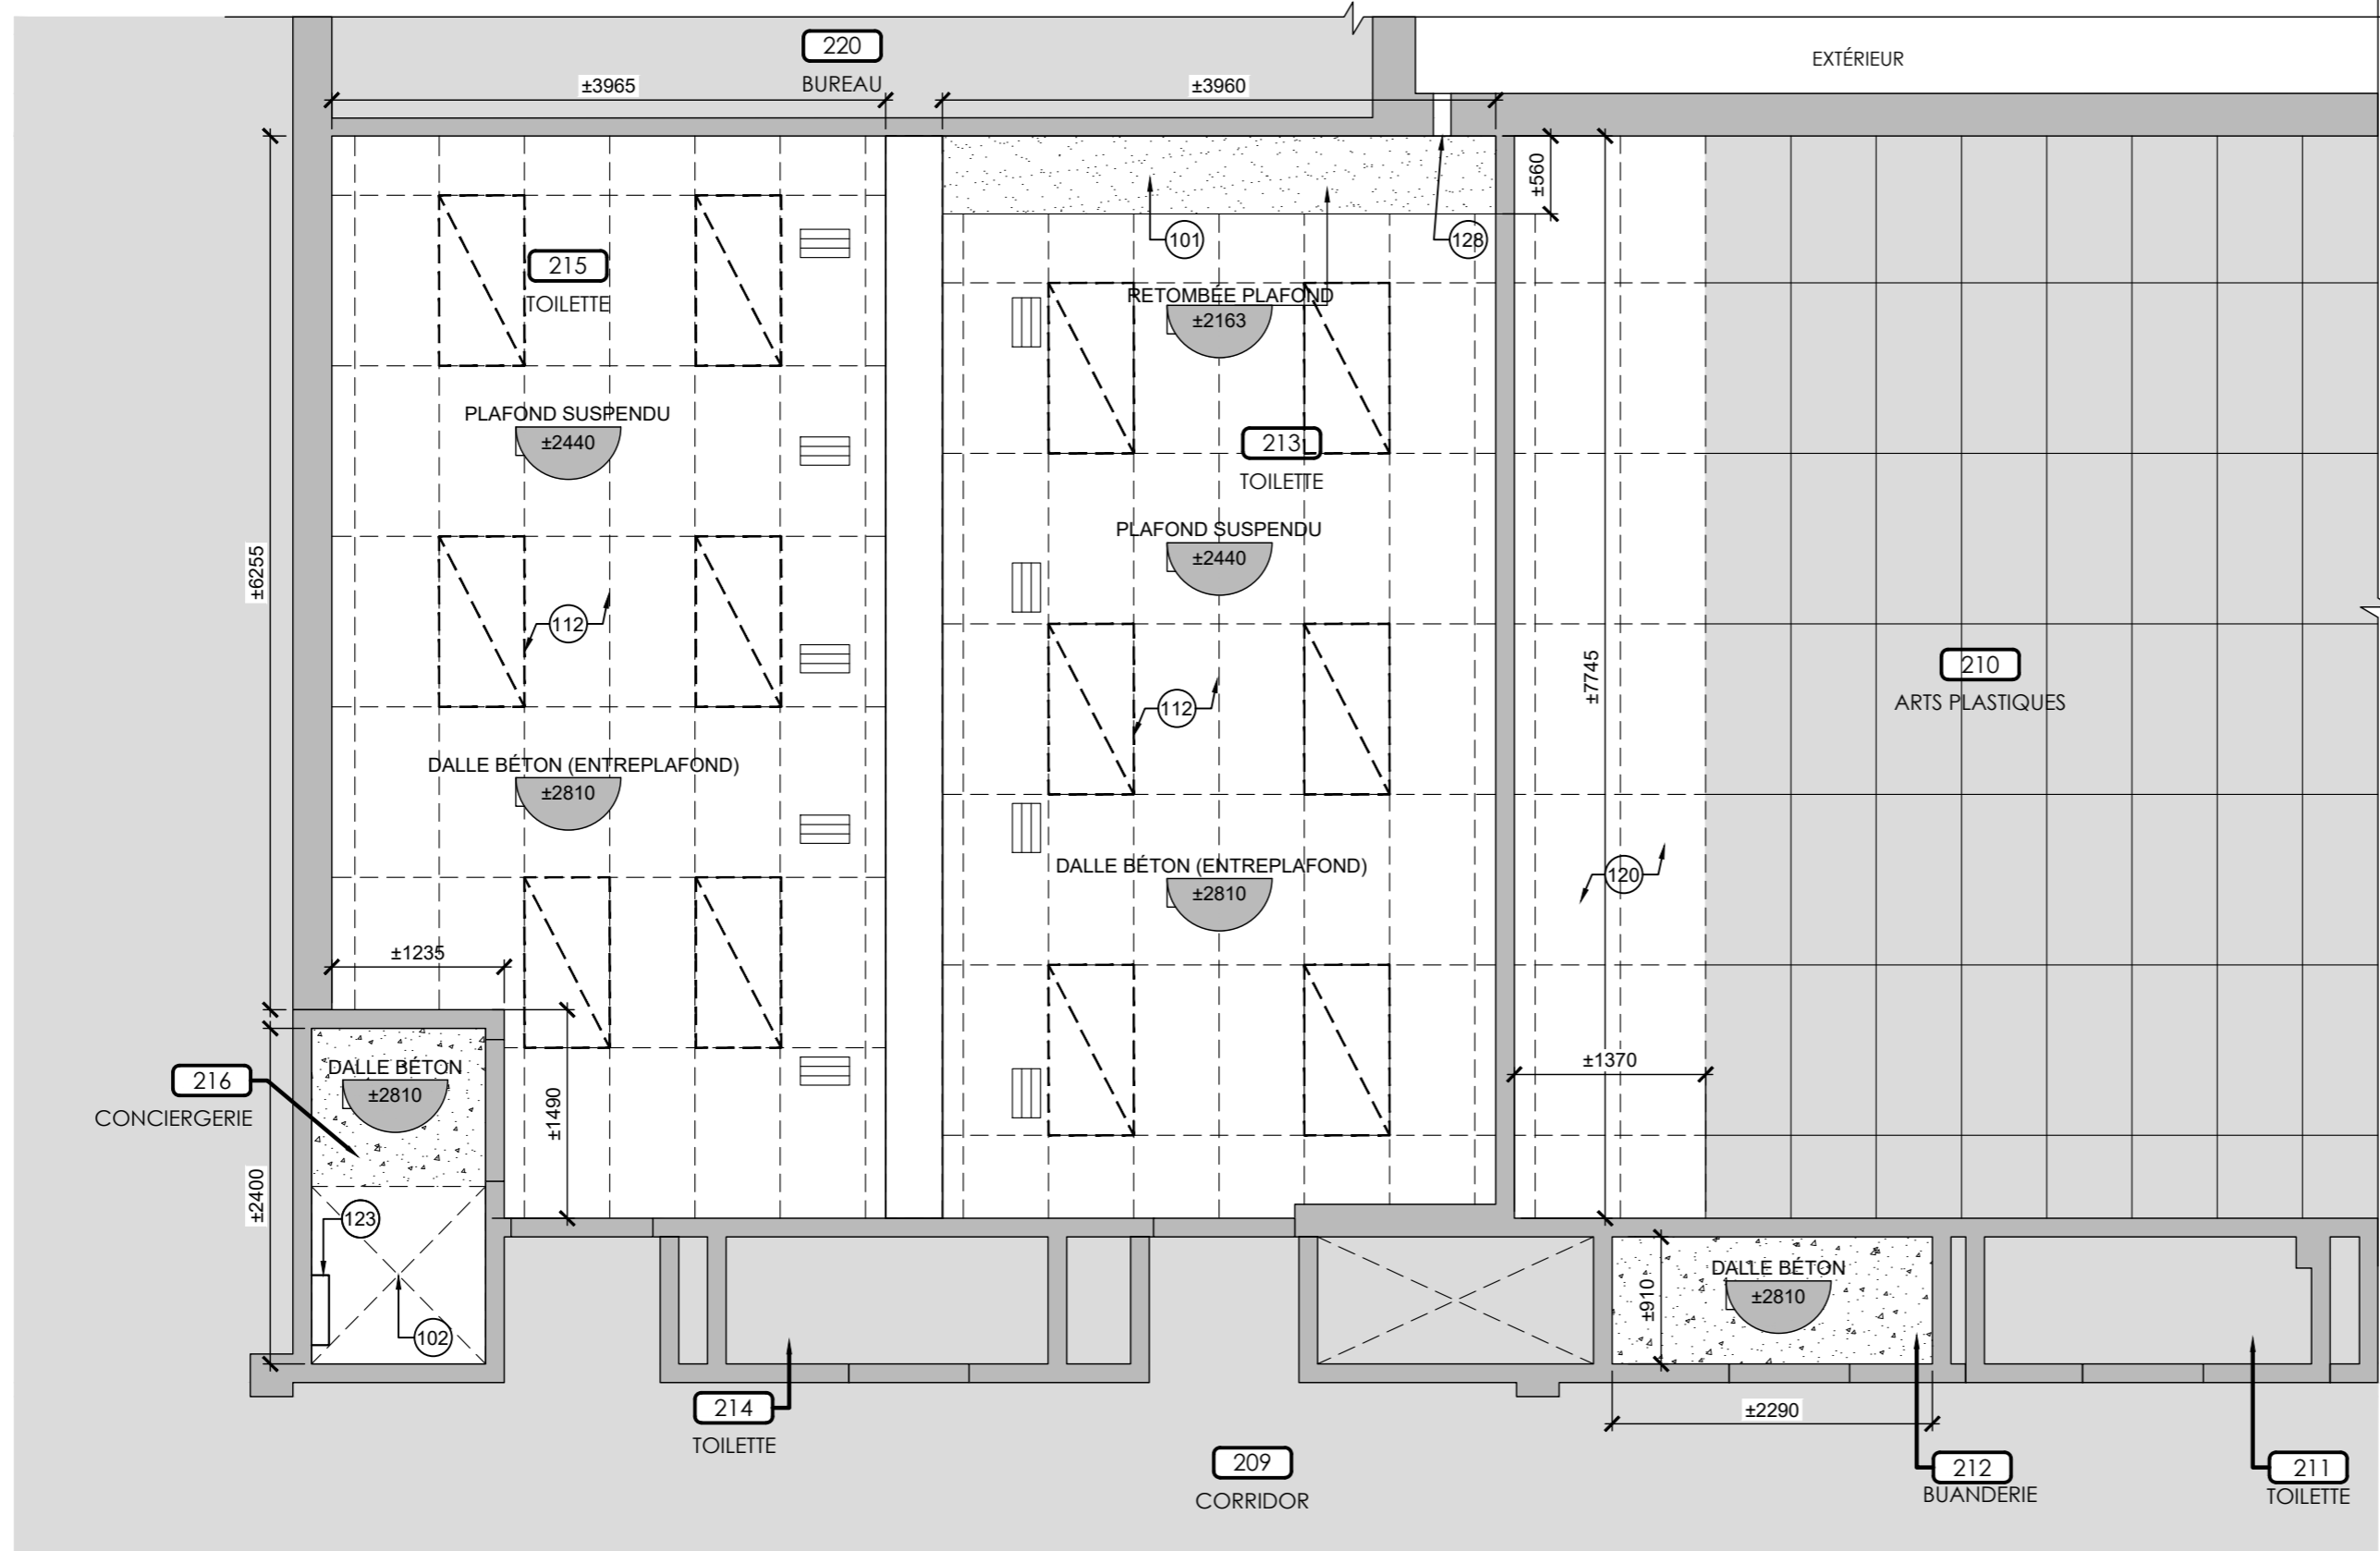 220
BUREAU
EXTÉRIEUR
±3965
±3960
±560
101
128
215
TOILETTE
RETOMBÉE PLAFOND
±2163
PLAFOND SUSPENDU
±2440
213
TOILETTE
PLAFOND SUSPENDU
±2440
±6255
112
112
±7745
210
ARTS PLASTIQUES
DALLE BÉTON (ENTREPLAFOND)
±2810
DALLE BÉTON (ENTREPLAFOND)
±2810
120
±1235
±1370
216
CONCIERGERIE
DALLE BÉTON
±2810
±1490
±2400
123
102
±910
DALLE BÉTON
±2810
214
TOILETTE
±2290
209
CORRIDOR
212
BUANDERIE
211
TOILETTE